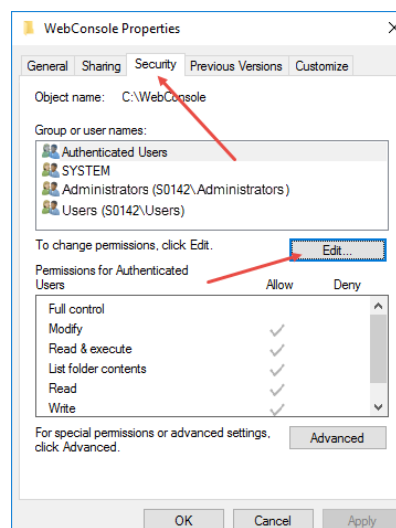 WebConsole Properties
General Sharing Security Previous Versions Customize
Object name: C:\WebConsole
Group or user names:
Authenticated Users
SYSTEM
Administrators (S0142\Administrators)
Users (S0142\Users)
To change permissions, click Edit.
Edit...
Permissions for Authenticated
Users Allow Deny
Full control
Modify
Read & execute
List folder contents
Read
Write
For special permissions or advanced settings,
click Advanced.
Advanced
OK Cancel Apply